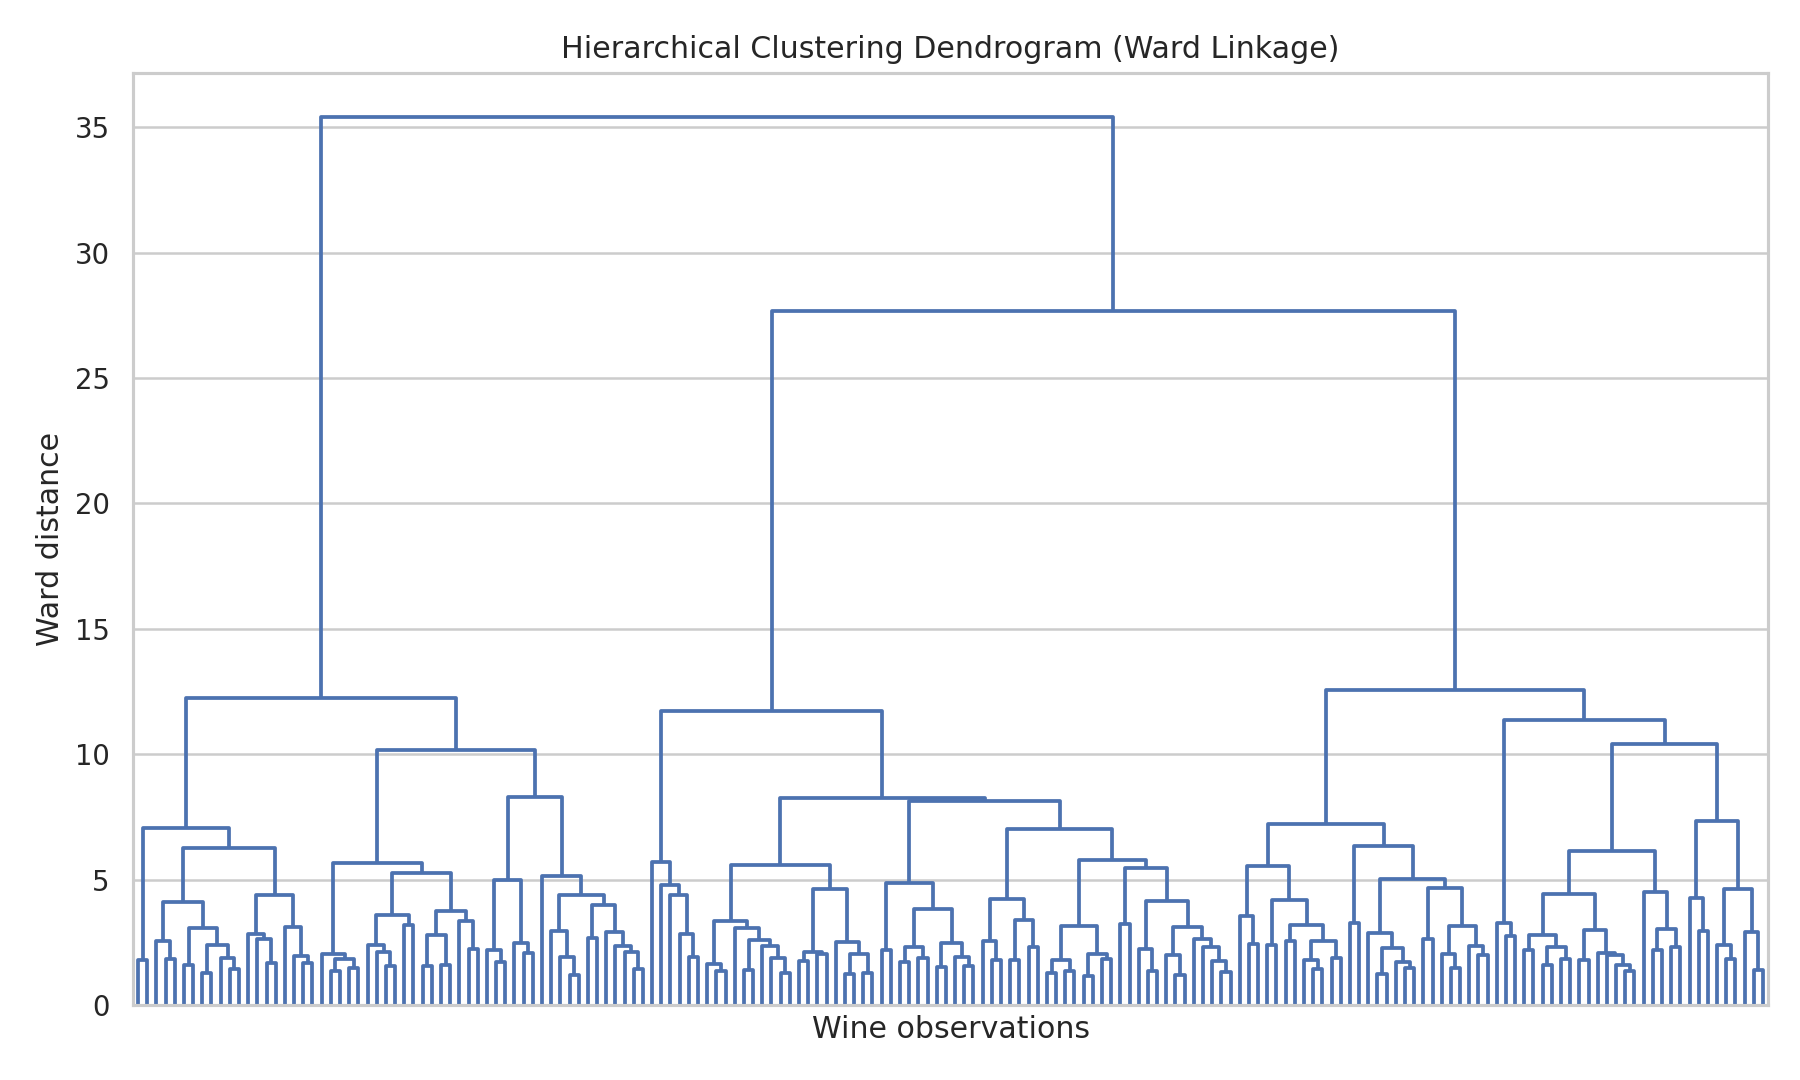 Hierarchical Clustering Dendrogram (Ward Linkage)
35
30
25
20
15
10
5
0
Ward distance
Wine observations